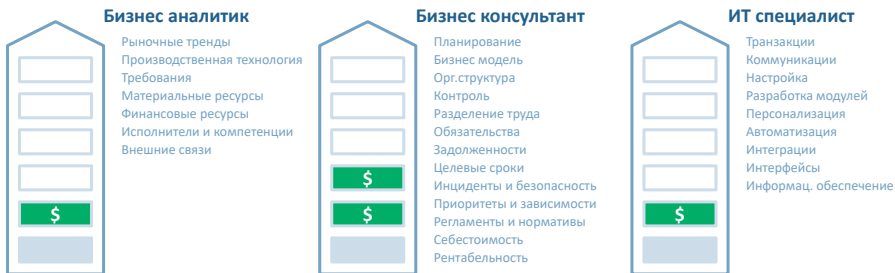 Бизнес аналитик
Рыночные тренды
Производственная технология
Требования
Материальные ресурсы
Финансовые ресурсы
Исполнители и компетенции
Внешние связи
$
Бизнес консультант
Планирование
Бизнес модель
Орг.структура
Контроль
Разделение труда
Обязательства
Задолженности
Целевые сроки
Инциденты и безопасность
Приоритеты и зависимости
Регламенты и нормативы
Себестоимость
Рентабельность
$
$
ИТ специалист
Транзакции
Коммуникации
Настройка
Разработка модулей
Персонализация
Автоматизация
Интеграции
Интерфейсы
Информац. обеспечение
$